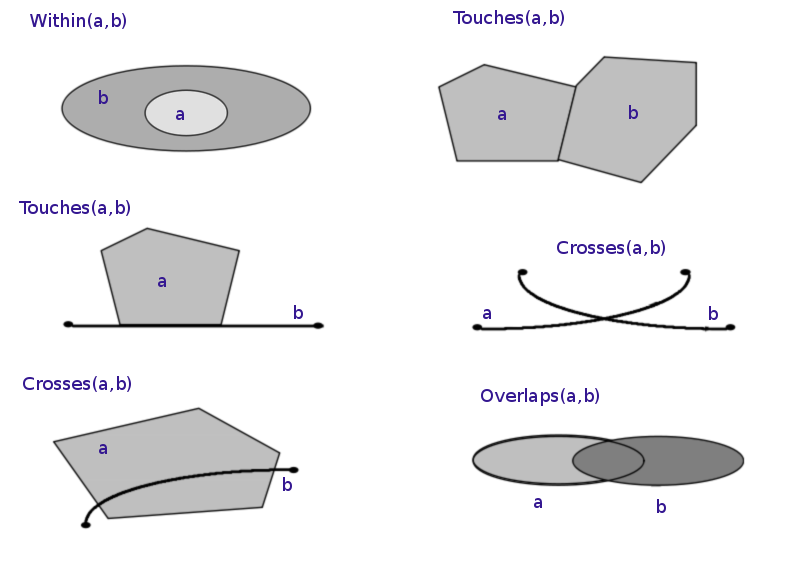 Within(a,b)
b
a
Touches(a,b)
a
b
Touches(a,b)
a
b
Crosses(a,b)
a
b
Crosses(a,b)
a
b
Overlaps(a,b)
a
b